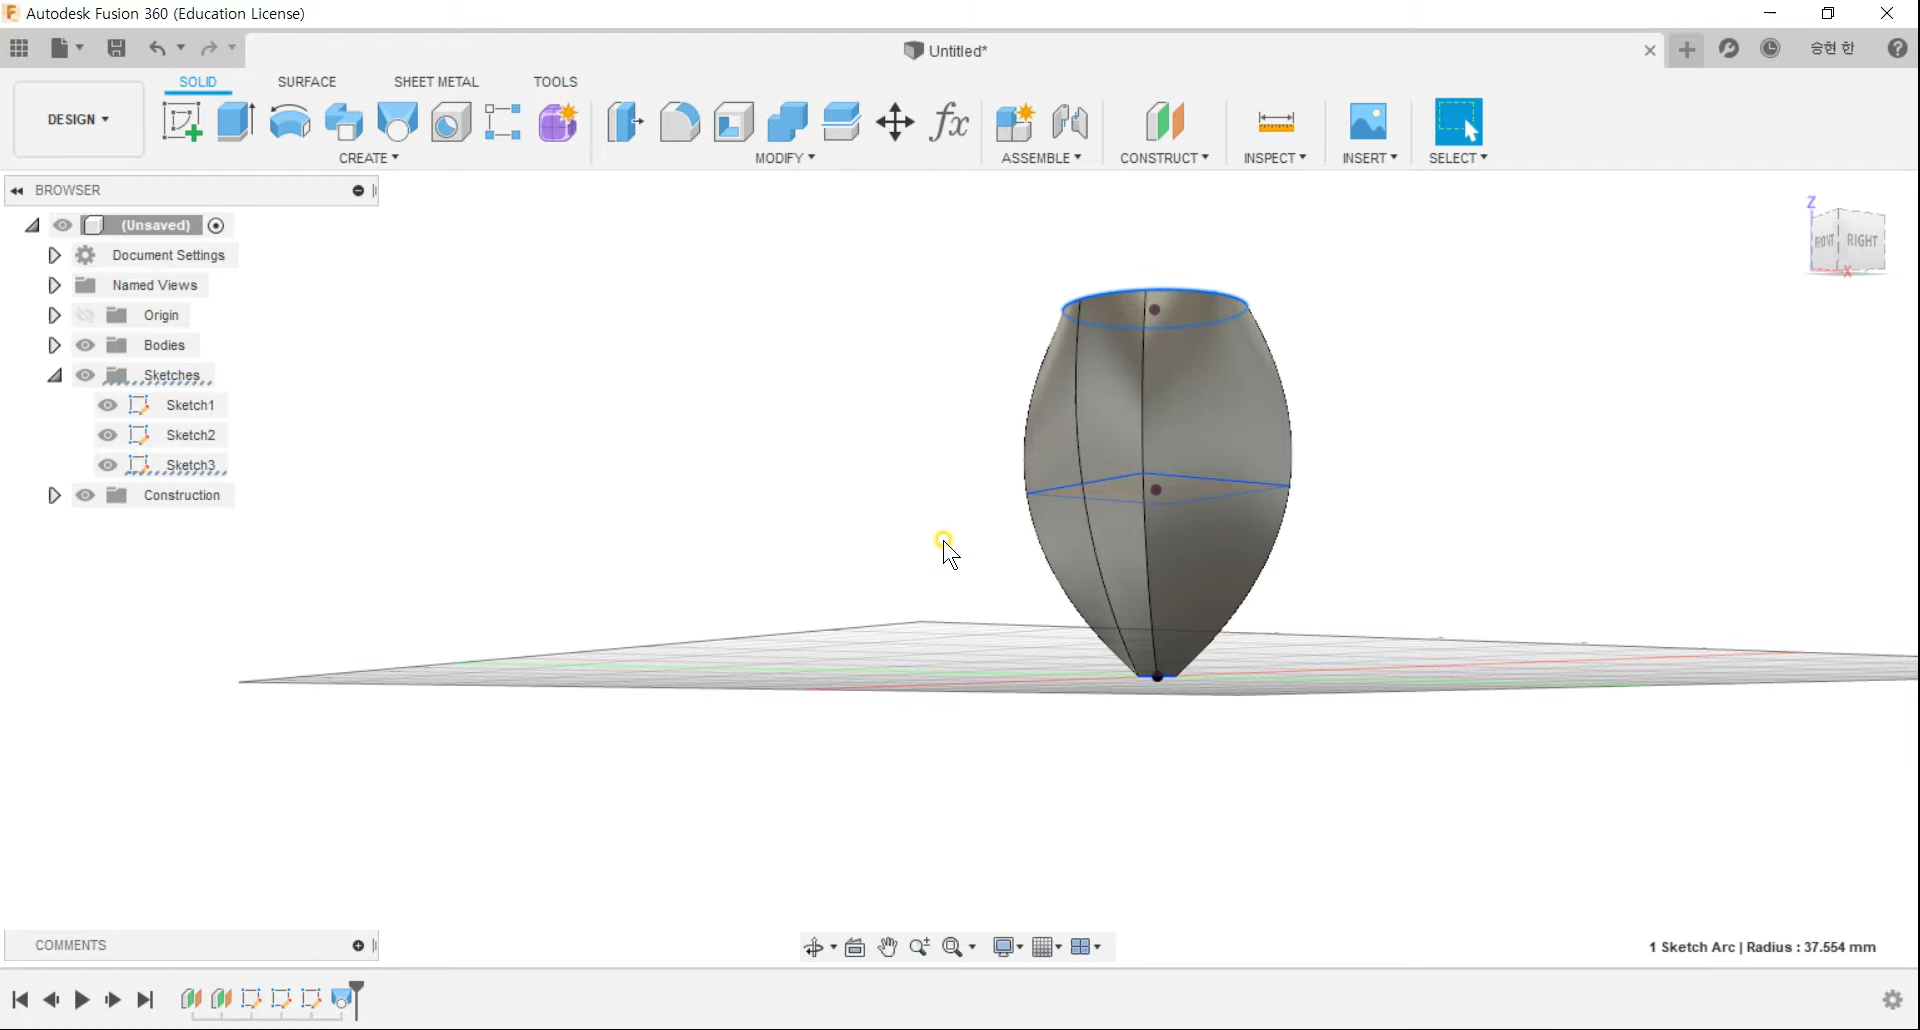 Autodesk Fusion 360 (Education License)
Untitled*
승현 한
SOLID SURFACE SHEET METAL TOOLS
DESIGN
CREATE MODIFY ASSEMBLE CONSTRUCT INSPECT INSERT SELECT
BROWSER
(Unsaved)
Document Settings
Named Views
Origin
Bodies
Sketches
Sketch1
Sketch2
Sketch3
Construction
Z
FRONT RIGHT
X
COMMENTS
1 Sketch Arc | Radius : 37.554 mm